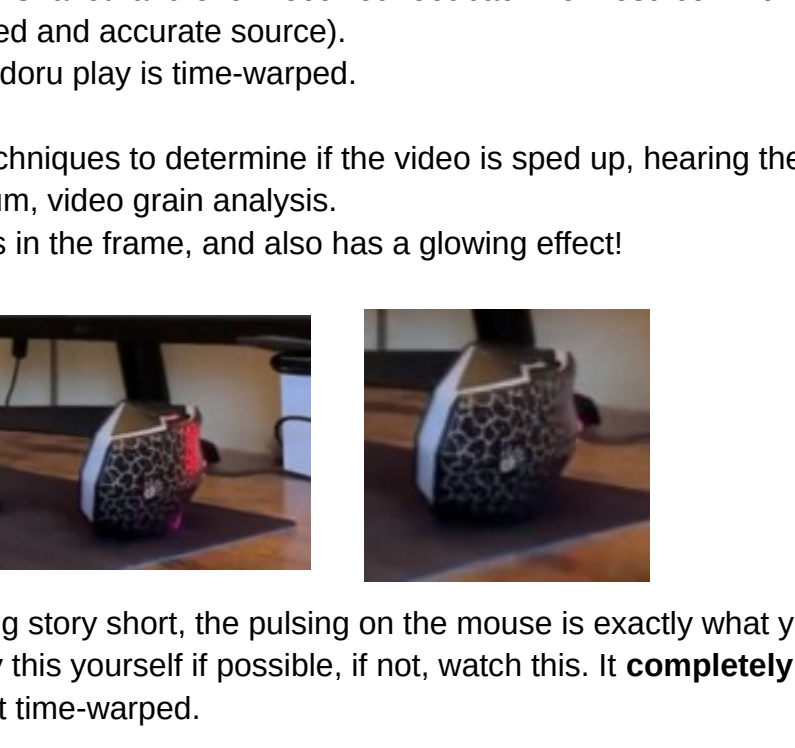 ed and accurate source).
doru play is time-warped.
chniques to determine if the video is sped up, hearing the
um, video grain analysis.
s in the frame, and also has a glowing effect!
g story short, the pulsing on the mouse is exactly what y
y this yourself if possible, if not, watch this. It completely
t time-warped.